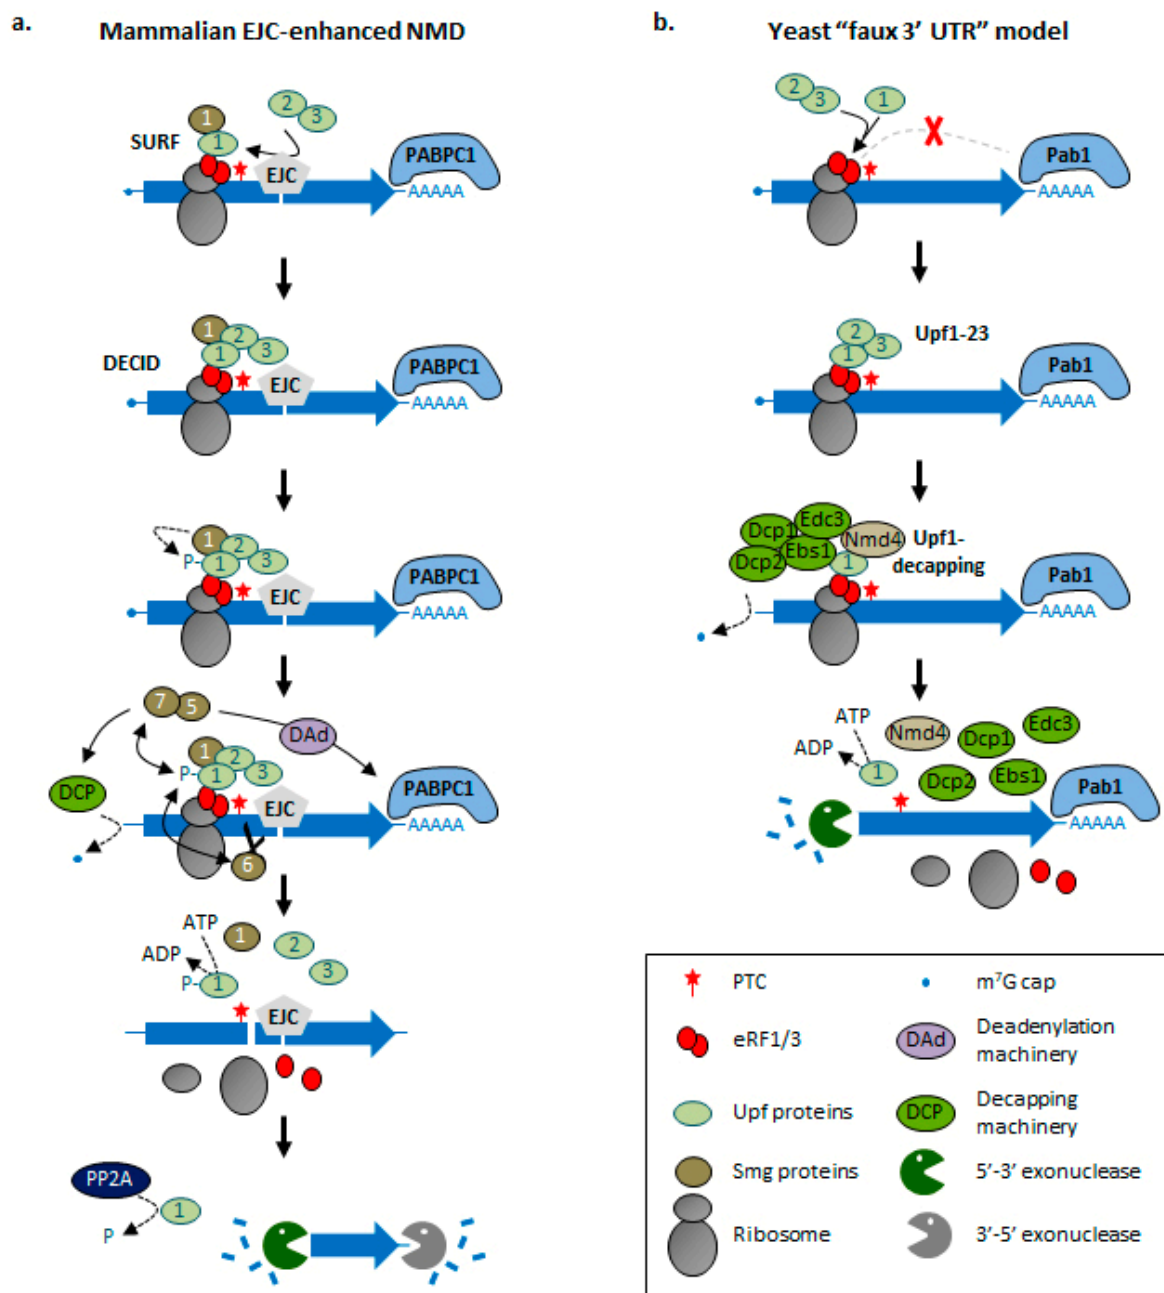 a. Mammalian EJC-enhanced NMD
1
2
3
SURF
1
EJC
PABPC1
AAAAA
DECID
1
2
1
3
EJC
PABPC1
AAAAA
1
2
P-
1
3
EJC
PABPC1
AAAAA
7
5
DAd
1
2
P-
1
3
DCP
EJC
PABPC1
AAAAA
6
ATP
1
2
ADP
3
P-
1
EJC
PP2A
1
P
b. Yeast “faux 3’ UTR” model
2
3
1
Pab1
AAAAA
2
Upf1-23
1
3
Pab1
AAAAA
Dcp1
Edc3
Nmd4
Upf1-
decapping
Dcp2
Ebs1
1
Pab1
AAAAA
ATP
Nmd4
Dcp1
Edc3
ADP
1
Dcp2
Ebs1
Pab1
AAAAA
PTC
m⁷G cap
eRF1/3
DAd
Deadenylation
machinery
Upf proteins
DCP
Decapping
machinery
Smg proteins
5’-3’ exonuclease
Ribosome
3’-5’ exonuclease